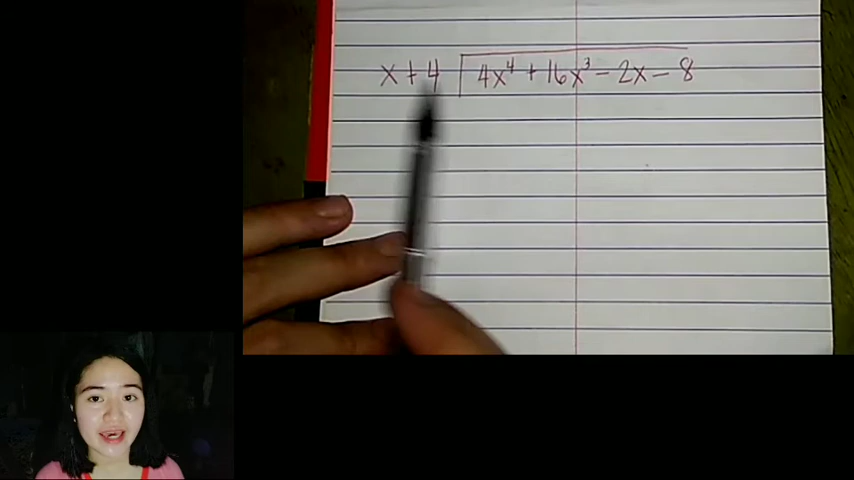 x + 4 | 4x⁴ + 16x³ - 2x - 8